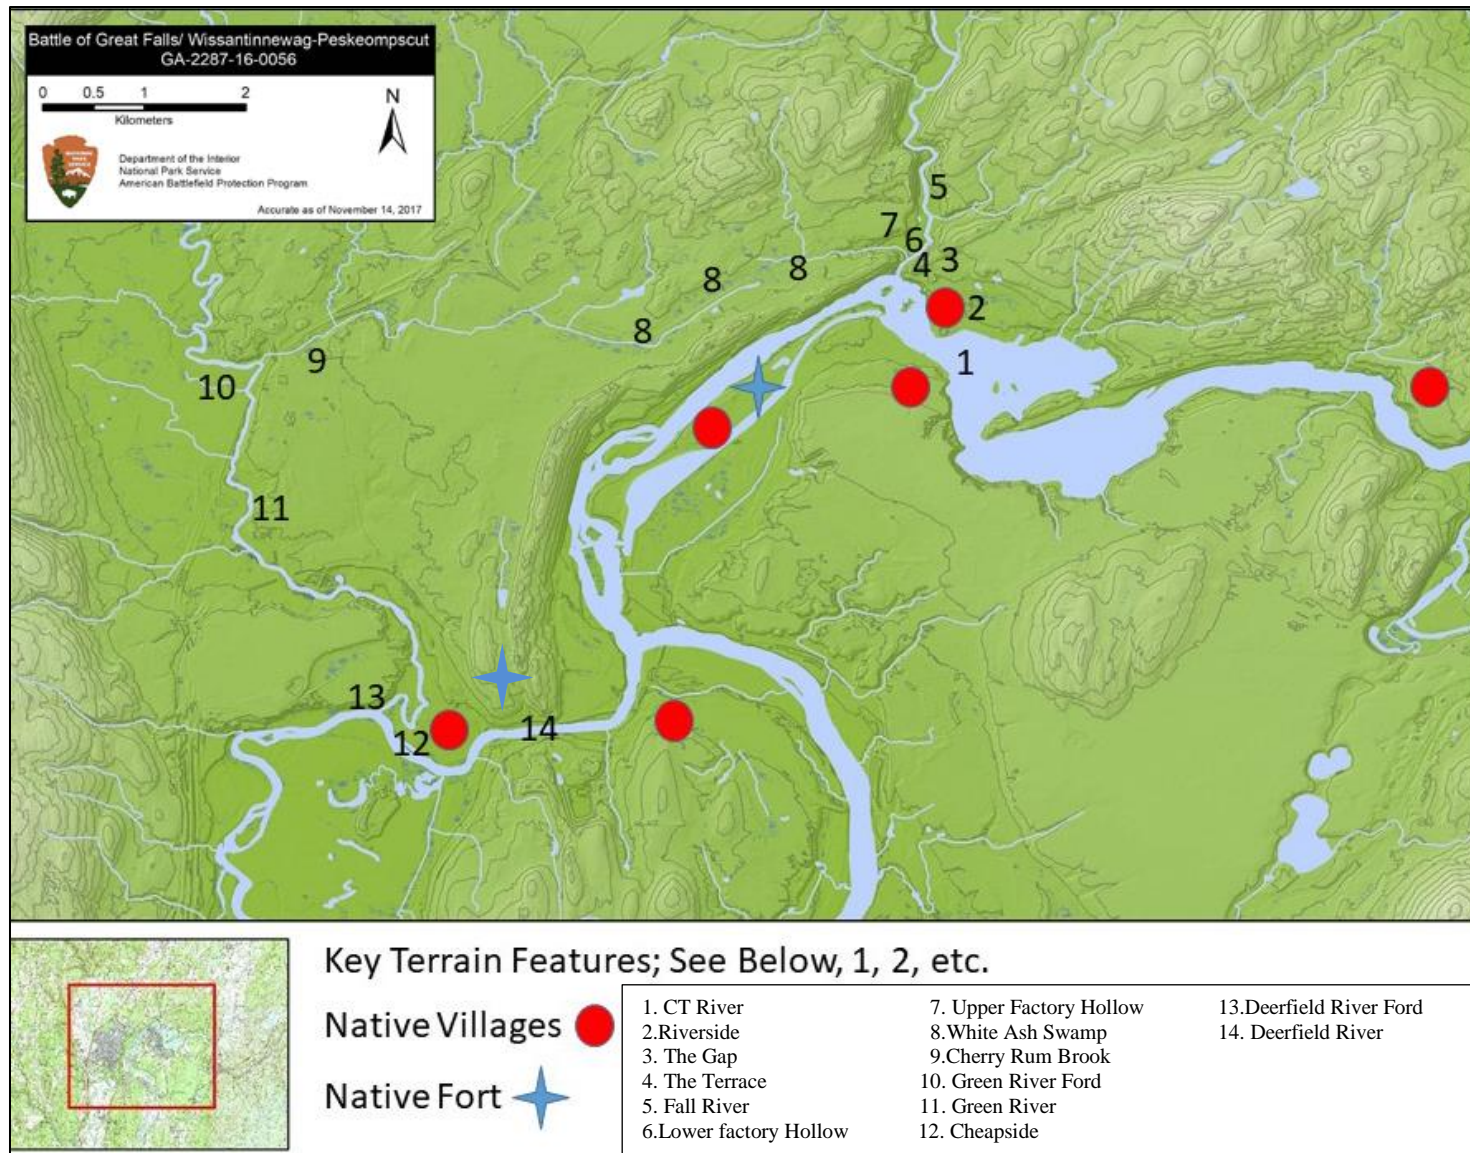 Battle of Great Falls/ Wissantinnewag-Peskeompscut
GA-2287-16-0056
0 0.5 1 2
Kilometers
N
NATIONAL
PARK
SERVICE
Department of the Interior
National Park Service
American Battlefield Protection Program
Accurate as of November 14, 2017
5
7
6
3
4
8
8
2
8
9
1
10
11
13
12
14
Key Terrain Features; See Below, 1, 2, etc.
Native Villages
Native Fort
1. CT River
2.Riverside
3. The Gap
4. The Terrace
5. Fall River
6.Lower factory Hollow
7. Upper Factory Hollow
8.White Ash Swamp
9.Cherry Rum Brook
10. Green River Ford
11. Green River
12. Cheapside
13.Deerfield River Ford
14. Deerfield River